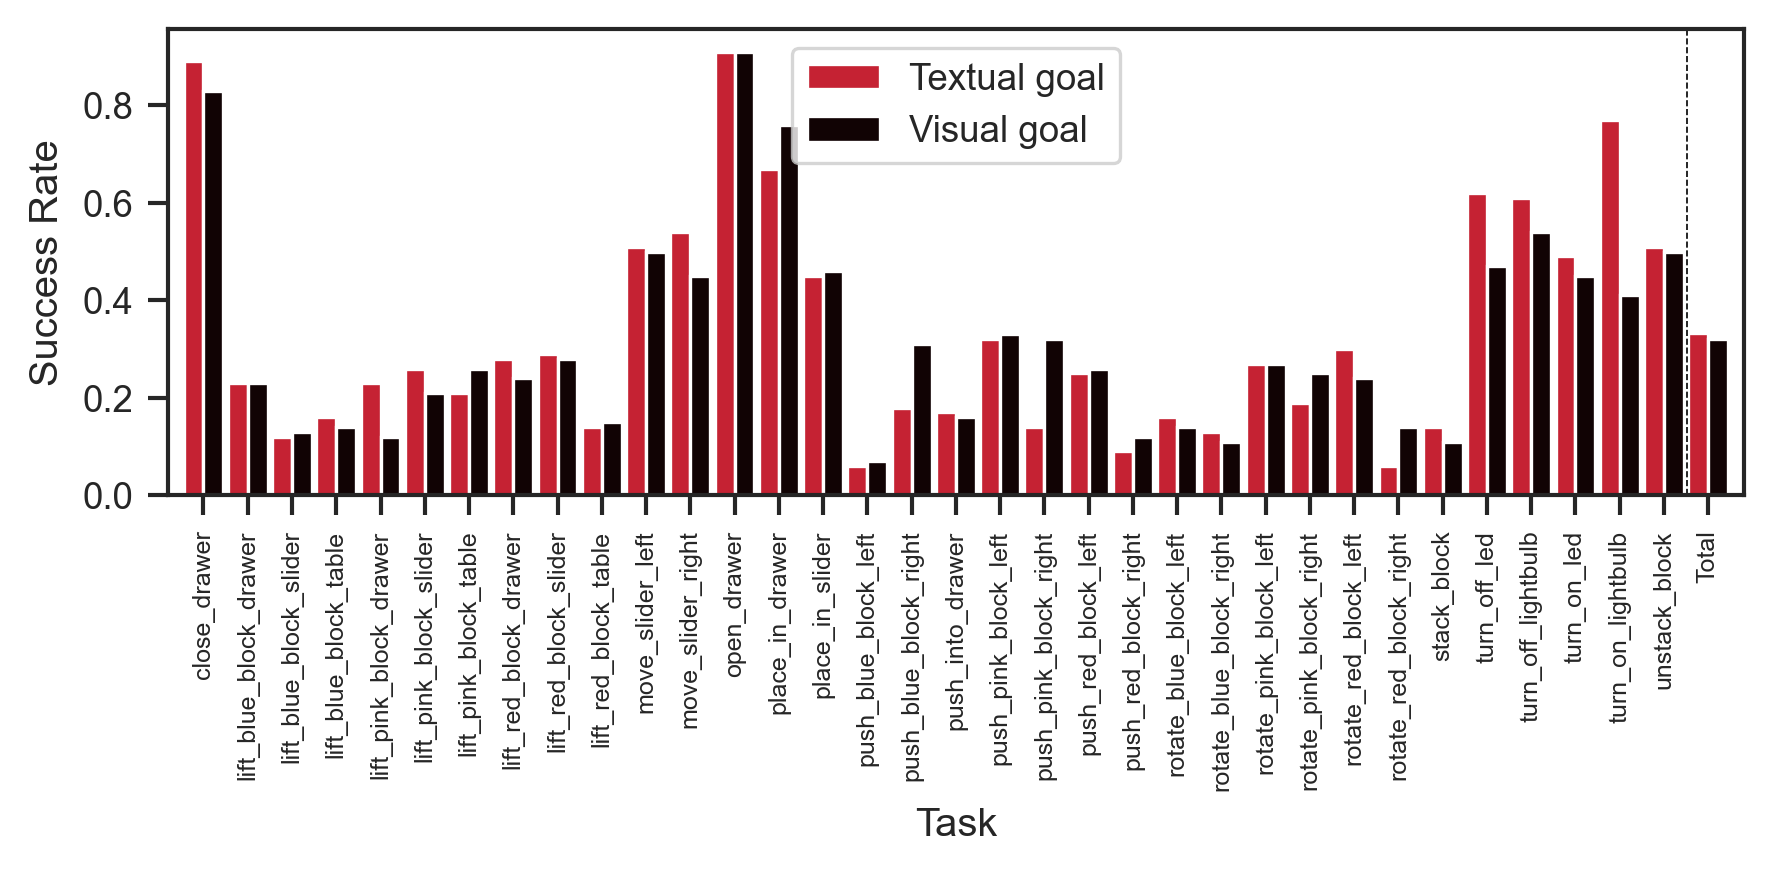 Textual goal
Visual goal
Success Rate
0.8
0.6
0.4
0.2
0.0
close_drawer
lift_blue_block_drawer
lift_blue_block_slider
lift_blue_block_table
lift_pink_block_drawer
lift_pink_block_slider
lift_pink_block_table
lift_red_block_drawer
lift_red_block_slider
lift_red_block_table
move_slider_left
move_slider_right
open_drawer
place_in_drawer
place_in_slider
push_blue_block_left
push_blue_block_right
push_into_drawer
push_pink_block_left
push_pink_block_right
push_red_block_left
push_red_block_right
rotate_blue_block_left
rotate_blue_block_right
rotate_pink_block_left
rotate_pink_block_right
rotate_red_block_left
rotate_red_block_right
stack_block
turn_off_led
turn_off_lightbulb
turn_on_led
turn_on_lightbulb
unstack_block
Total
Task